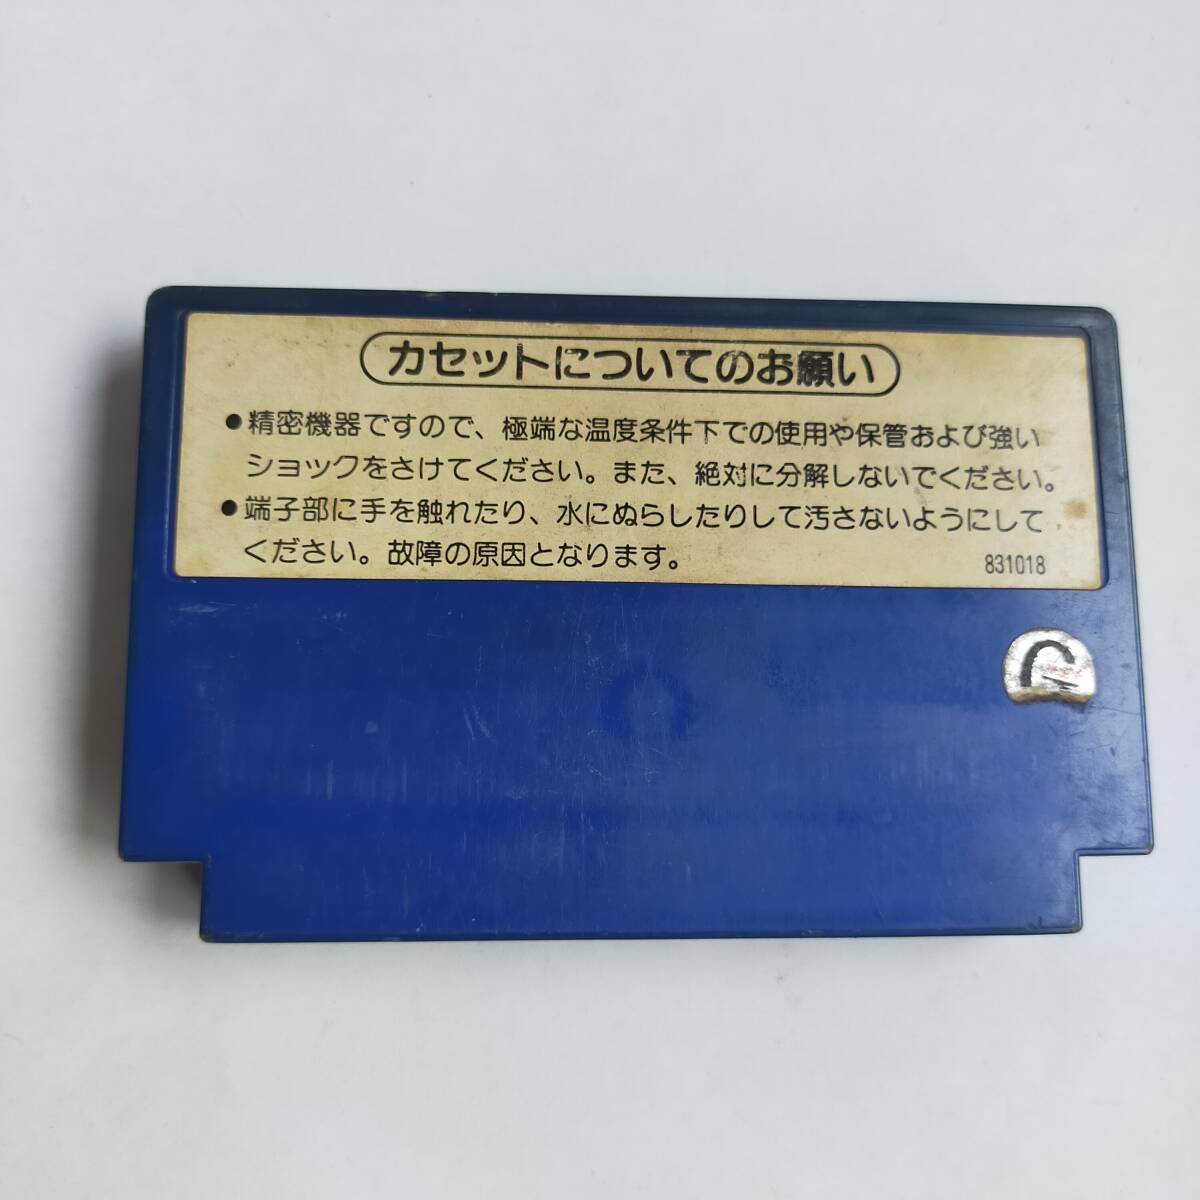 カセットについてのお願い
●精密機器ですので、極端な温度条件下での使用や保管および強い
ショックをさけてください。また、絶対に分解しないでください。
●端子部に手を触れたり、水にぬらしたりして汚さないようにして
ください。故障の原因となります。
831018